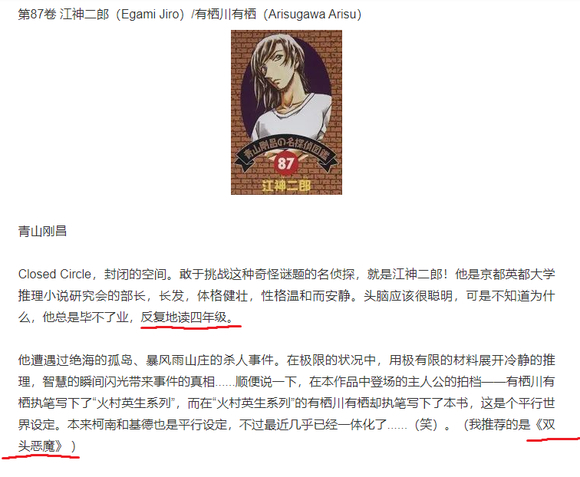 第87卷 江神二郎（Egami Jiro）/有栖川有栖（Arisugawa Arisu）
青山剛昌の名探偵図鑑
87
江神二郎
青山刚昌
Closed Circle，封闭的空间。敢于挑战这种奇怪谜题的名侦探，就是江神二郎！他是京都英都大学
推理小说研究会的部长，长发，体格健壮，性格温和而安静。头脑应该很聪明，可是不知道为什
么，他总是毕不了业，反复地读四年级。
他遭遇过绝海的孤岛、暴风雨山庄的杀人事件。在极限的状况中，用极有限的材料展开冷静的推
理，智慧的瞬间闪光带来事件的真相......顺便说一下，在本作品中登场的主人公的拍档——有栖川有
栖执笔写下了“火村英生系列”，而在“火村英生系列”的有栖川有栖却执笔写下了本书，这是个平行世
界设定。本来柯南和基德也是平行设定，不过最近几乎已经一体化了......（笑）。（我推荐的是《双
头恶魔》 ）